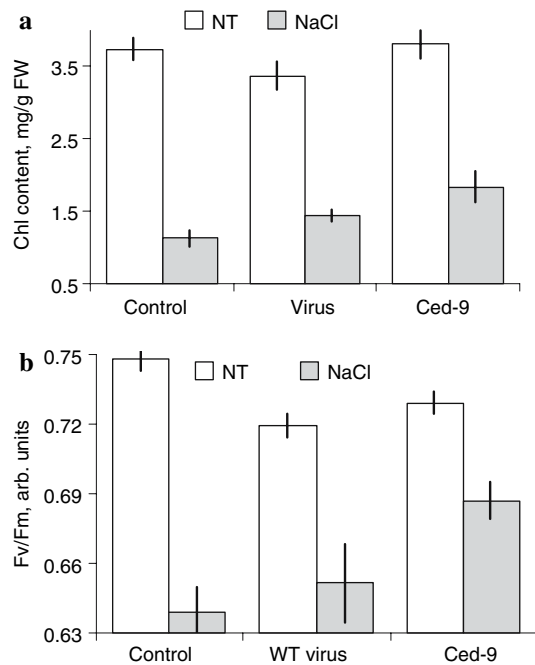 a
NT
NaCl
Chl content, mg/g FW
3.5
2.5
1.5
0.5
Control
Virus
Ced-9
b
NT
NaCl
Fv/Fm, arb. units
0.75
0.72
0.69
0.66
0.63
Control
WT virus
Ced-9